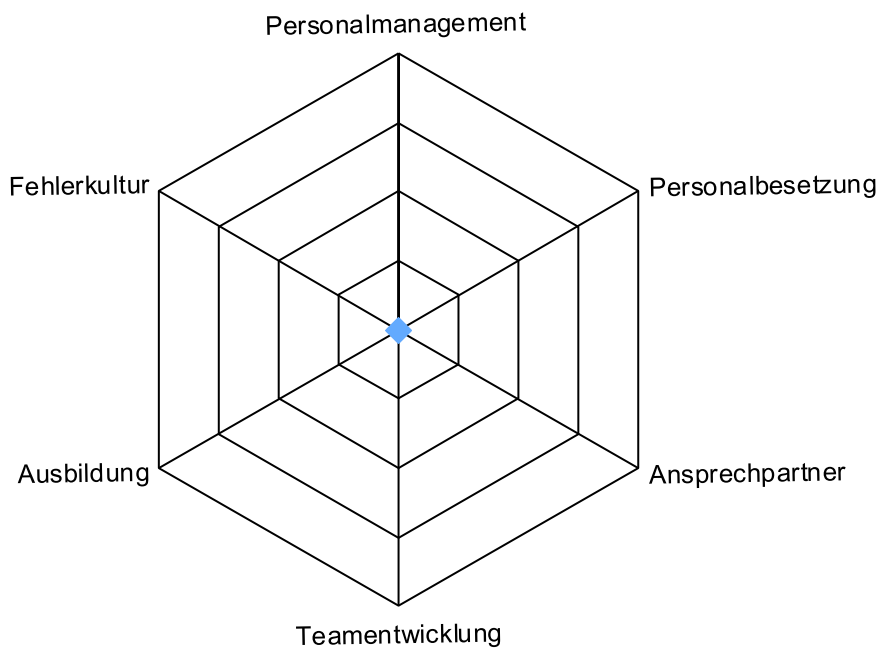 Personalmanagement
Fehlerkultur
Personalbesetzung
Ausbildung
Ansprechpartner
Teamentwicklung